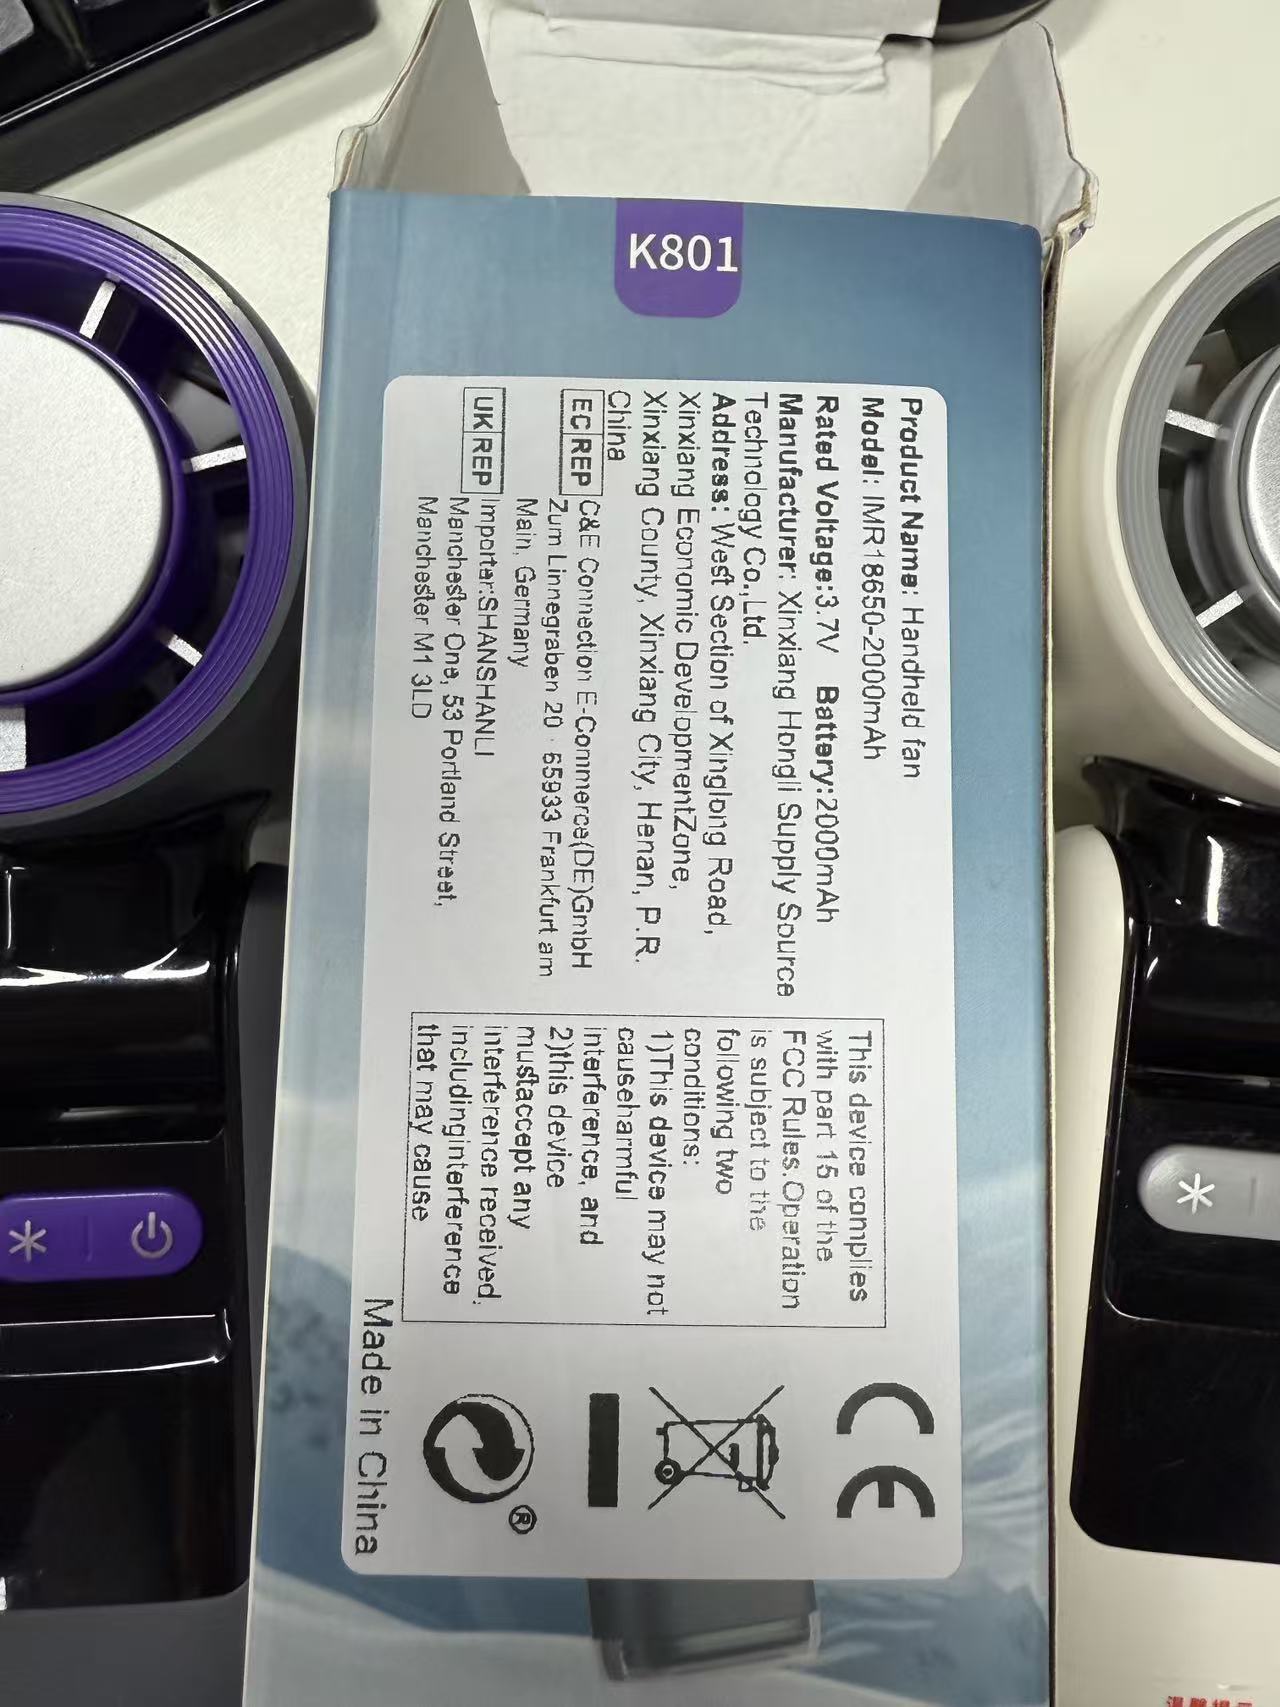 K801
Product Name: Handheld fan
Model: IMR18650-2000mAh
Rated Voltage:3.7V Battery:2000mAh
Manufacturer: Xinxiang Hongli Supply Source
Technology Co.,Ltd.
Address: West Section of Xinglong Road,
Xinxiang Economic DevelopmentZone,
Xinxiang County, Xinxiang City, Henan, P.R.
China
EC REP C&E Connection E-Commerce(DE)GmbH
Zum Linnegraben 20 · 65933 Frankfurt am
Main, Germany
UK REP Importer:SHANSHANLI
Manchester One, 53 Portland Street,
Manchester M1 3LD
This device complies
with part 15 of the
FCC Rules.Operation
is subject to the
following two
conditions:
1)This device may not
causeharmful
interference, and
2)this device
mustaccept any
interference received,
includinginterference
that may cause
CE
®
Made in China